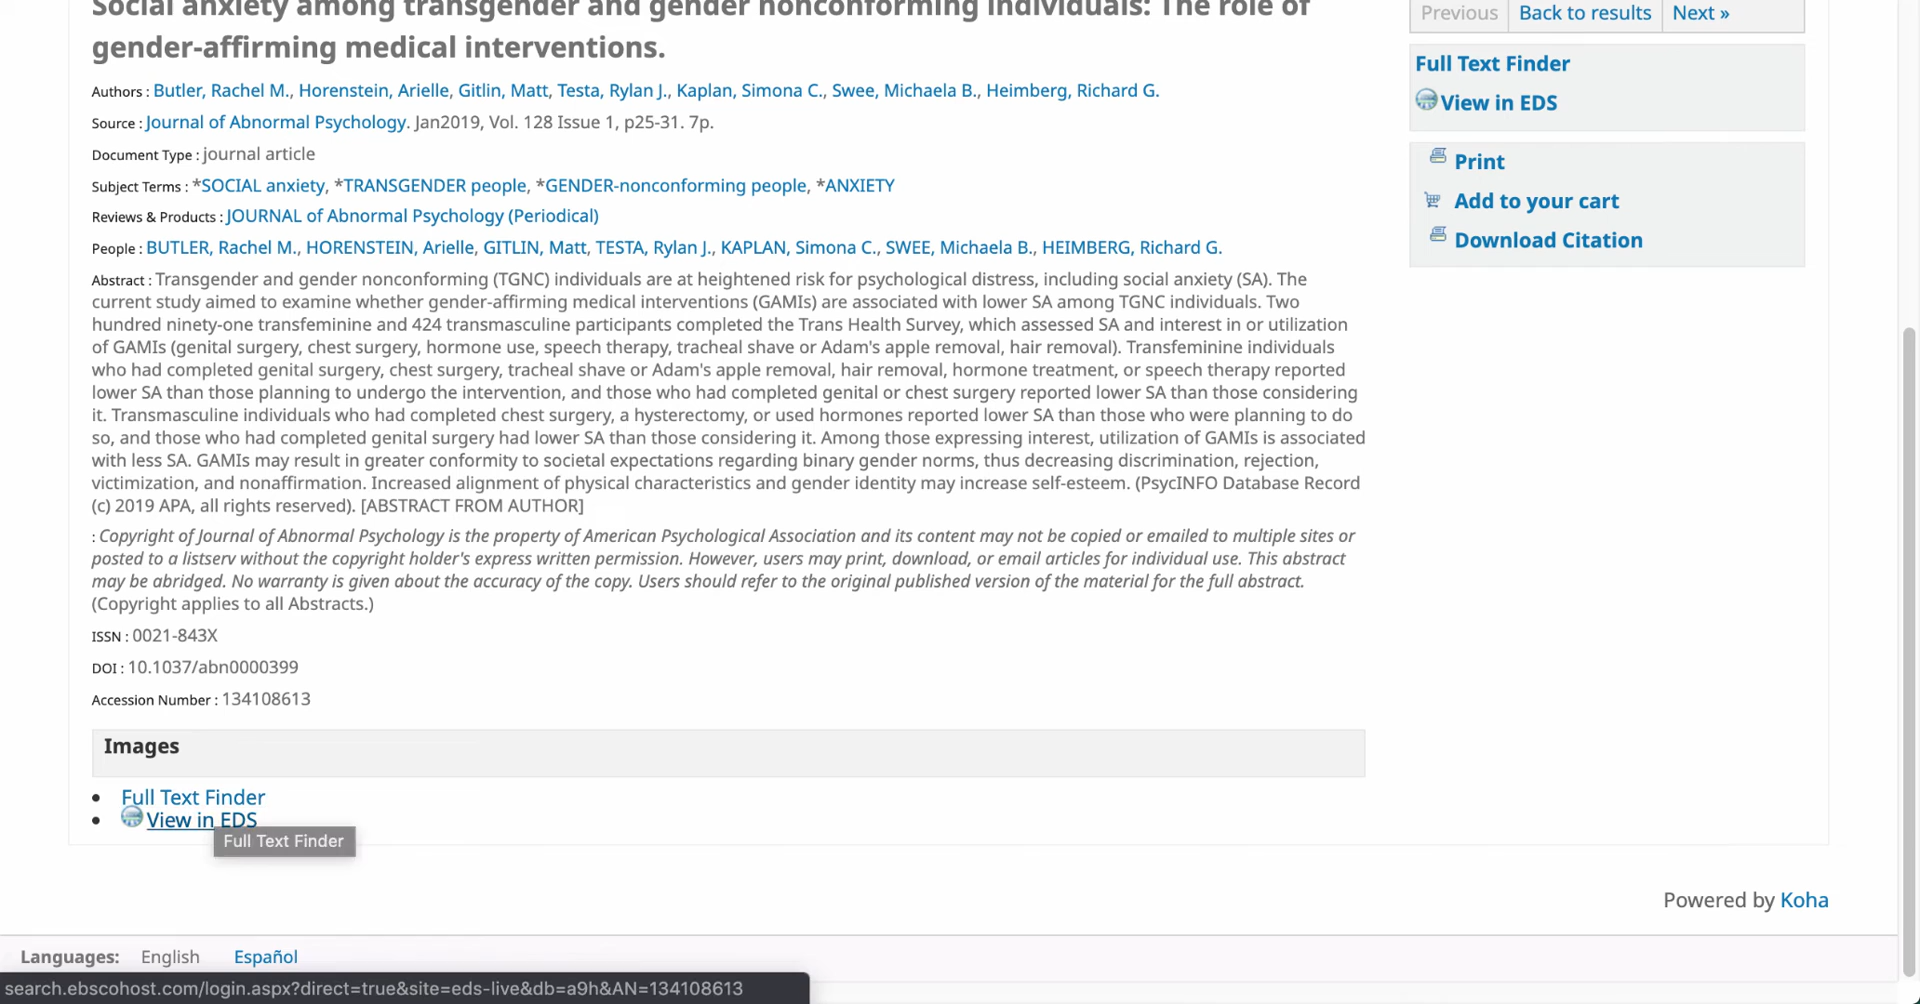 Social anxiety among transgender and gender nonconforming individuals: The role of
gender-affirming medical interventions.
Authors : Butler, Rachel M., Horenstein, Arielle, Gitlin, Matt, Testa, Rylan J., Kaplan, Simona C., Swee, Michaela B., Heimberg, Richard G.
Source : Journal of Abnormal Psychology. Jan2019, Vol. 128 Issue 1, p25-31. 7p.
Document Type : journal article
Subject Terms : *SOCIAL anxiety, *TRANSGENDER people, *GENDER-nonconforming people, *ANXIETY
Reviews & Products : JOURNAL of Abnormal Psychology (Periodical)
People : BUTLER, Rachel M., HORENSTEIN, Arielle, GITLIN, Matt, TESTA, Rylan J., KAPLAN, Simona C., SWEE, Michaela B., HEIMBERG, Richard G.
Abstract : Transgender and gender nonconforming (TGNC) individuals are at heightened risk for psychological distress, including social anxiety (SA). The
current study aimed to examine whether gender-affirming medical interventions (GAMIs) are associated with lower SA among TGNC individuals. Two
hundred ninety-one transfeminine and 424 transmasculine participants completed the Trans Health Survey, which assessed SA and interest in or utilization
of GAMIs (genital surgery, chest surgery, hormone use, speech therapy, tracheal shave or Adam's apple removal, hair removal). Transfeminine individuals
who had completed genital surgery, chest surgery, tracheal shave or Adam's apple removal, hair removal, hormone treatment, or speech therapy reported
lower SA than those planning to undergo the intervention, and those who had completed genital or chest surgery reported lower SA than those considering
it. Transmasculine individuals who had completed chest surgery, a hysterectomy, or used hormones reported lower SA than those who were planning to do
so, and those who had completed genital surgery had lower SA than those considering it. Among those expressing interest, utilization of GAMIs is associated
with less SA. GAMIs may result in greater conformity to societal expectations regarding binary gender norms, thus decreasing discrimination, rejection,
victimization, and nonaffirmation. Increased alignment of physical characteristics and gender identity may increase self-esteem. (PsycINFO Database Record
(c) 2019 APA, all rights reserved). [ABSTRACT FROM AUTHOR]
: Copyright of Journal of Abnormal Psychology is the property of American Psychological Association and its content may not be copied or emailed to multiple sites or
posted to a listserv without the copyright holder's express written permission. However, users may print, download, or email articles for individual use. This abstract
may be abridged. No warranty is given about the accuracy of the copy. Users should refer to the original published version of the material for the full abstract.
(Copyright applies to all Abstracts.)
ISSN : 0021-843X
DOI : 10.1037/abn0000399
Accession Number : 134108613
Images
Full Text Finder
View in EDS
Full Text Finder
Previous Back to results Next »
Full Text Finder
View in EDS
Print
Add to your cart
Download Citation
Powered by Koha
Languages: English Español
search.ebscohost.com/login.aspx?direct=true&site=eds-live&db=a9h&AN=134108613